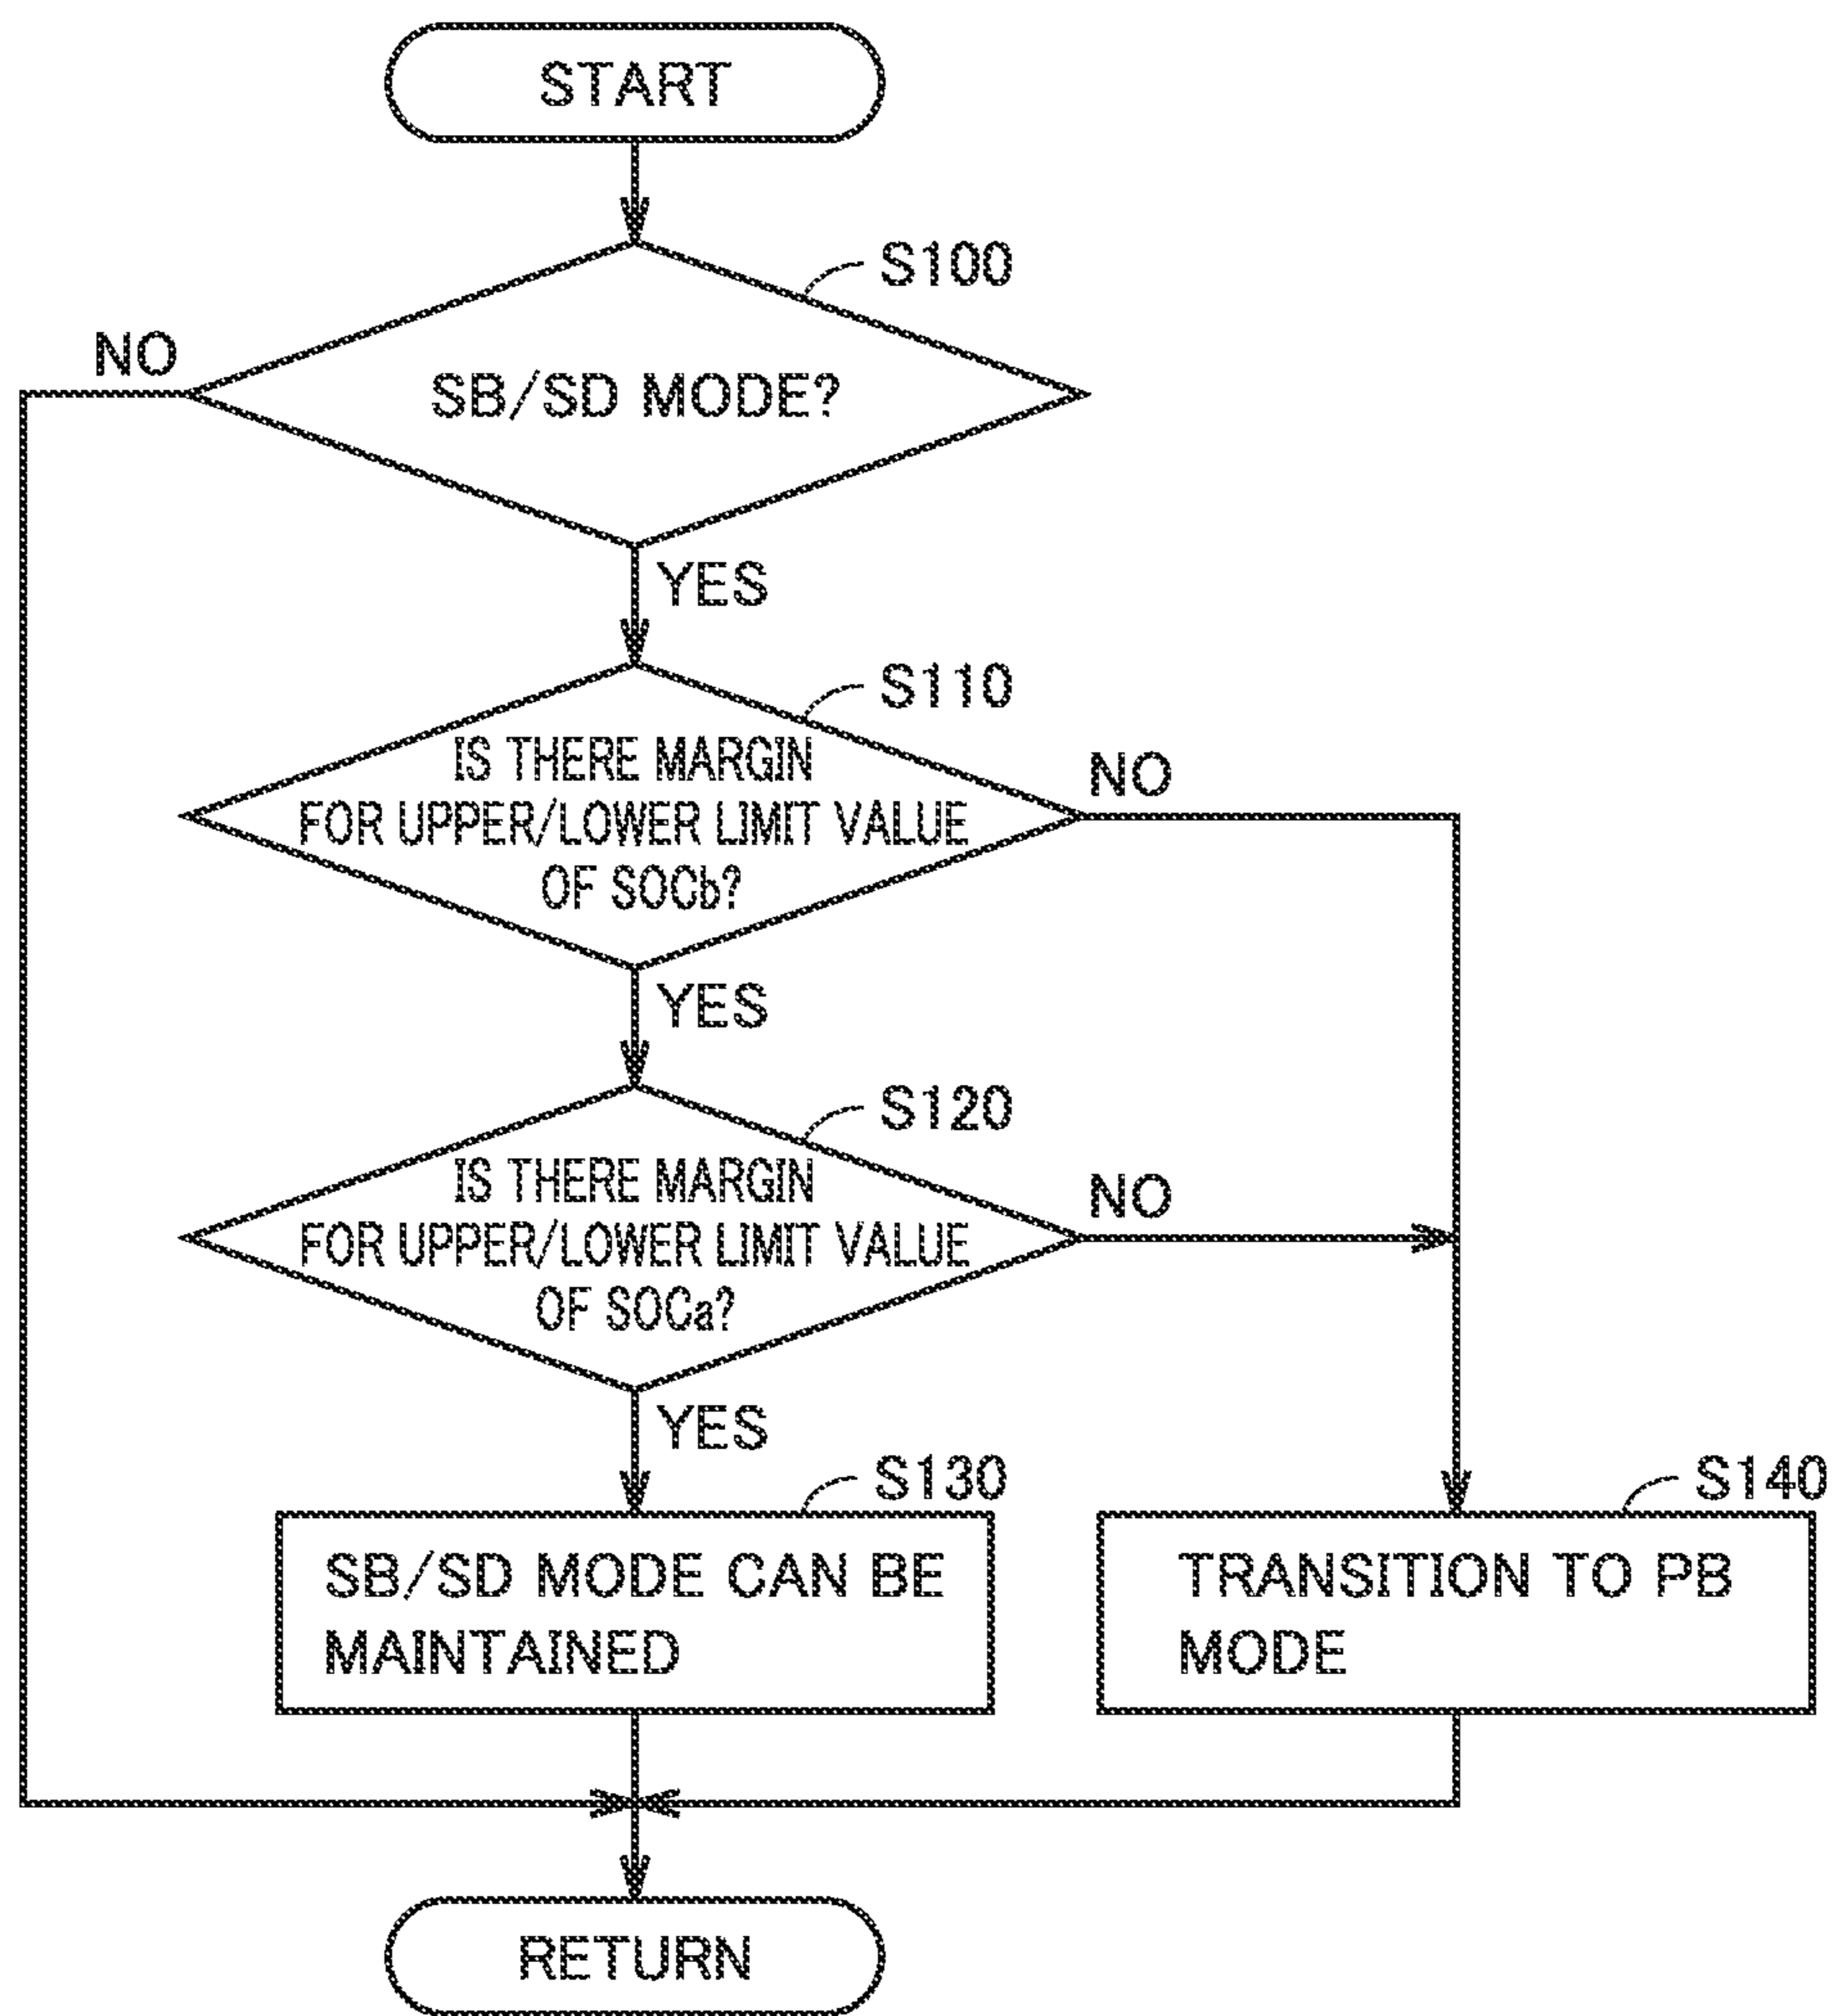 START
S100
NO
SB/SD MODE?
YES
S110
IS THERE MARGIN
FOR UPPER/LOWER LIMIT VALUE
OF SOCb?
NO
YES
S120
IS THERE MARGIN
FOR UPPER/LOWER LIMIT VALUE
OF SOCa?
NO
YES
S130
SB/SD MODE CAN BE
MAINTAINED
S140
TRANSITION TO PB
MODE
RETURN